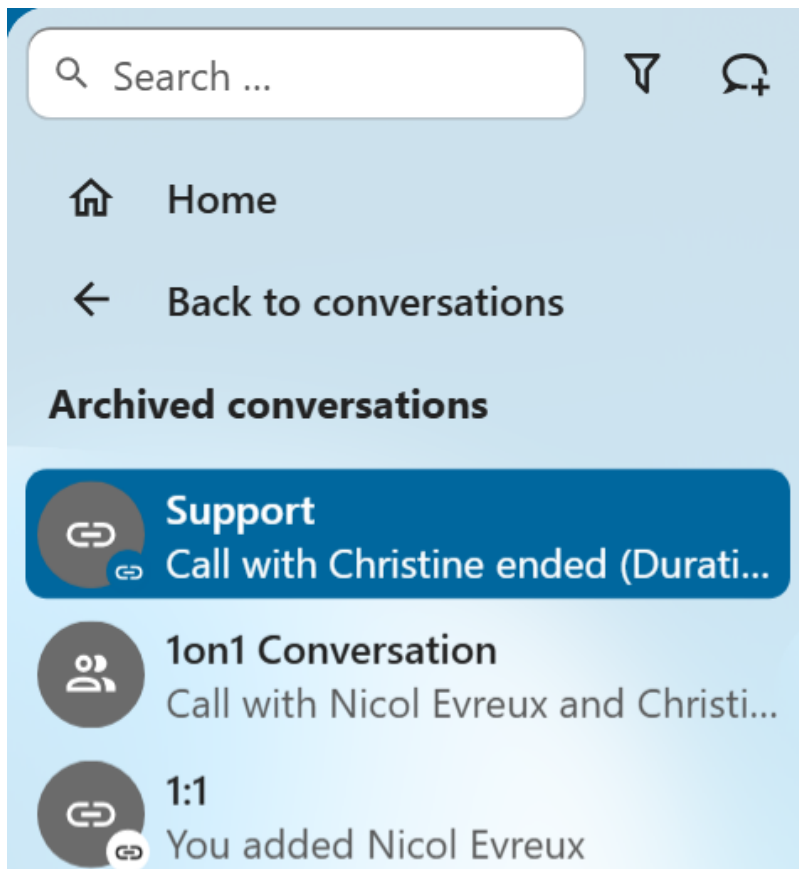 Search ...
Home
Back to conversations
Archived conversations
Support
Call with Christine ended (Durati...
1on1 Conversation
Call with Nicol Evreux and Christi...
1:1
You added Nicol Evreux